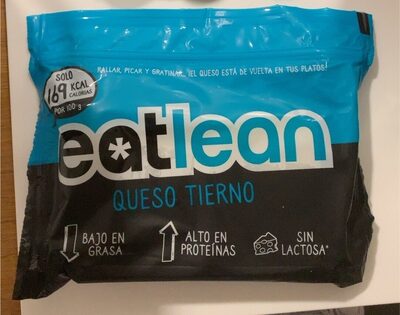 RALLAR, PICAR Y GRATINAR. ¡EL QUESO ESTÁ DE VUELTA EN TUS PLATOS!
SOLO
169 KCAL
CALORÍAS
POR 100 g
eatlean
QUESO TIERNO
BAJO EN
GRASA
ALTO EN
PROTEÍNAS
SIN
LACTOSA*